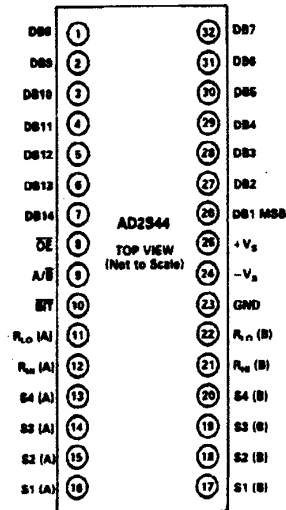 DB8 1 32 DB7
DB9 2 31 DB6
DB10 3 30 DB5
DB11 4 29 DB4
DB12 5 28 DB3
DB13 6 27 DB2
DB14 7 26 DB1 MSB
O̅E̅ 8 25 +Vs
A/B̅ 9 24 −Vs
B̅I̅T̅ 10 23 GND
RLO (A) 11 22 RLO (B)
RHI (A) 12 21 RHI (B)
S4 (A) 13 20 S4 (B)
S3 (A) 14 19 S3 (B)
S2 (A) 15 18 S2 (B)
S1 (A) 16 17 S1 (B)
AD2S44
TOP VIEW
(Not to Scale)